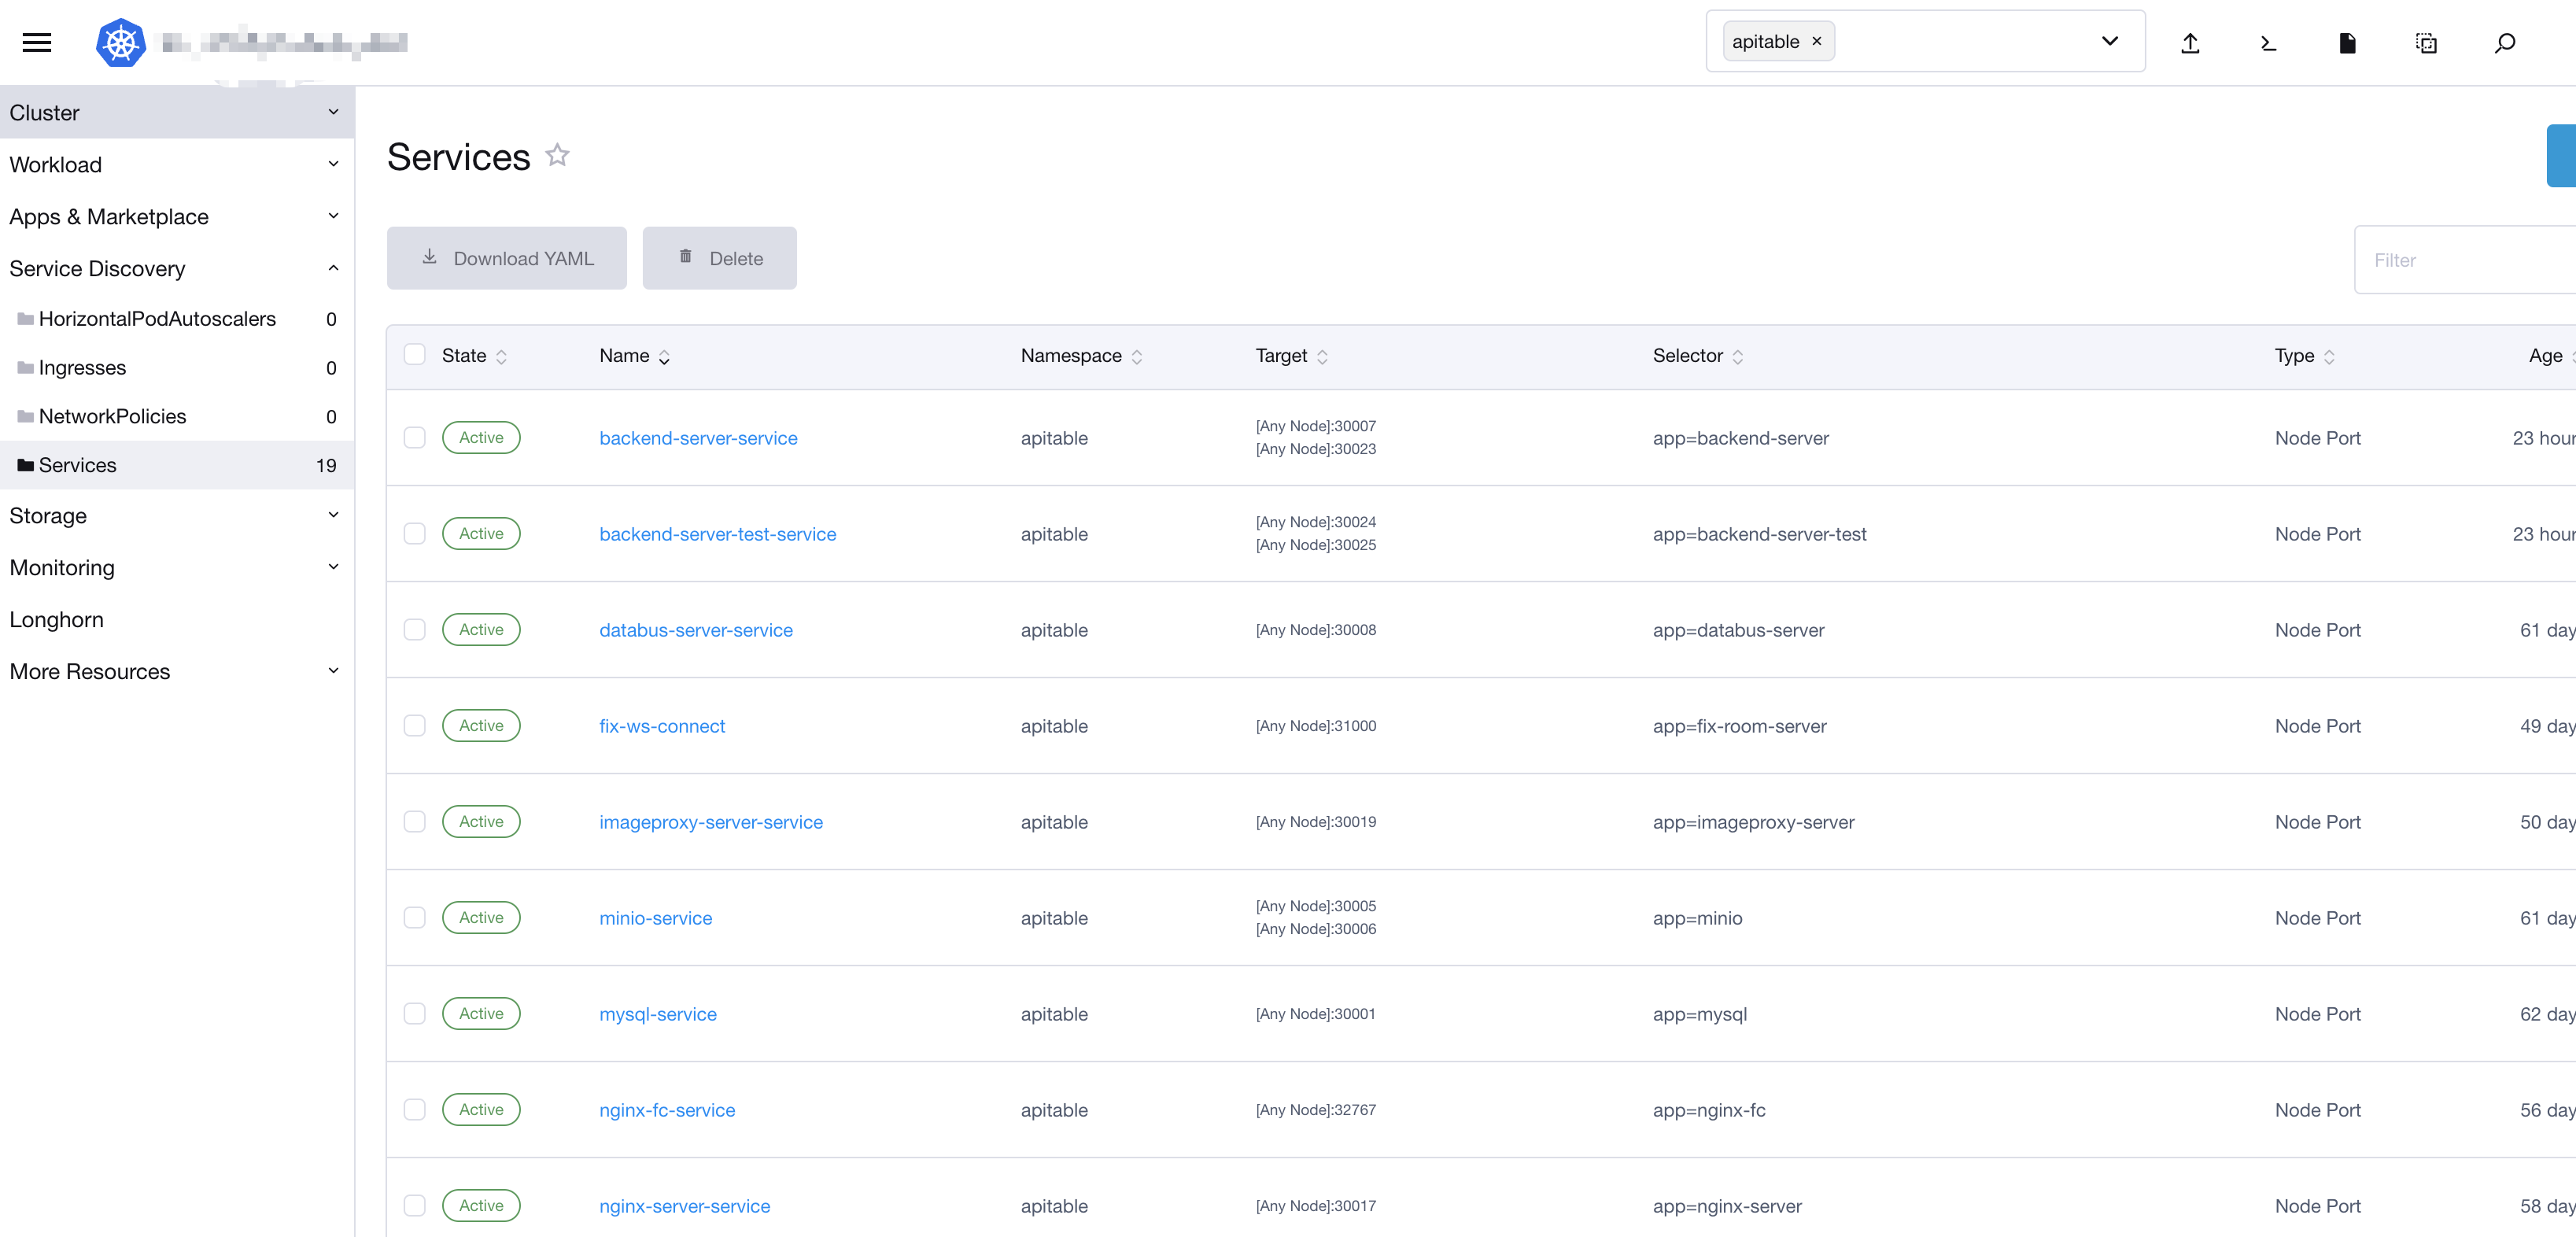 apitable ×
Cluster
Workload
Apps & Marketplace
Service Discovery
HorizontalPodAutoscalers 0
Ingresses 0
NetworkPolicies 0
Services 19
Storage
Monitoring
Longhorn
More Resources
Services
Download YAML
Delete
Filter
State Name Namespace Target Selector Type Age
Active backend-server-service apitable [Any Node]:30007 app=backend-server Node Port 23 hour
[Any Node]:30023
Active backend-server-test-service apitable [Any Node]:30024 app=backend-server-test Node Port 23 hour
[Any Node]:30025
Active databus-server-service apitable [Any Node]:30008 app=databus-server Node Port 61 day
Active fix-ws-connect apitable [Any Node]:31000 app=fix-room-server Node Port 49 day
Active imageproxy-server-service apitable [Any Node]:30019 app=imageproxy-server Node Port 50 day
Active minio-service apitable [Any Node]:30005 app=minio Node Port 61 day
[Any Node]:30006
Active mysql-service apitable [Any Node]:30001 app=mysql Node Port 62 day
Active nginx-fc-service apitable [Any Node]:32767 app=nginx-fc Node Port 56 day
Active nginx-server-service apitable [Any Node]:30017 app=nginx-server Node Port 58 day